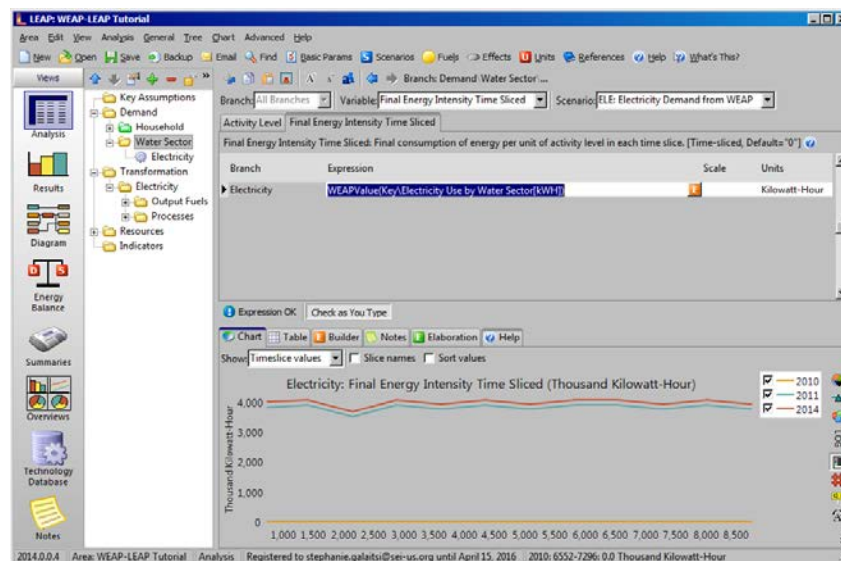 LEAP: WEAP-LEAP Tutorial
Area Edit View Analysis General Tree Chart Advanced Help
New Open Save Backup Email Find Basic Params Scenarios Fuels Effects Units References Help What's This?
Views
Branch: Demand\Water Sector\...
Branch: All Branches Variable: Final Energy Intensity Time Sliced Scenario: ELE: Electricity Demand from WEAP
Activity Level Final Energy Intensity Time Sliced
Final Energy Intensity Time Sliced: Final consumption of energy per unit of activity level in each time slice. [Time-sliced, Default="0"]
Branch Expression Scale Units
Electricity WEAPValue(Key\Electricity Use by Water Sector[kWH]) Kilowatt-Hour
Key Assumptions
Demand
Household
Water Sector
Electricity
Transformation
Electricity
Output Fuels
Processes
Resources
Indicators
Analysis
Results
Diagram
Energy
Balance
Summaries
Overviews
Technology
Database
Notes
Expression OK Check as You Type
Chart Table Builder Notes Elaboration Help
Show: Timeslice values Slice names Sort values
Electricity: Final Energy Intensity Time Sliced (Thousand Kilowatt-Hour)
2010
2011
2014
LOG
Thousand Kilowatt-Hour
4,000
3,000
2,000
1,000
0
1,000 1,500 2,000 2,500 3,000 3,500 4,000 4,500 5,000 5,500 6,000 6,500 7,000 7,500 8,000 8,500
2014.0.0.4 Area: WEAP-LEAP Tutorial Analysis Registered to stephanie.galaitsi@sei-us.org until April 15, 2016 2010: 6552-7296: 0.0 Thousand Kilowatt-Hour